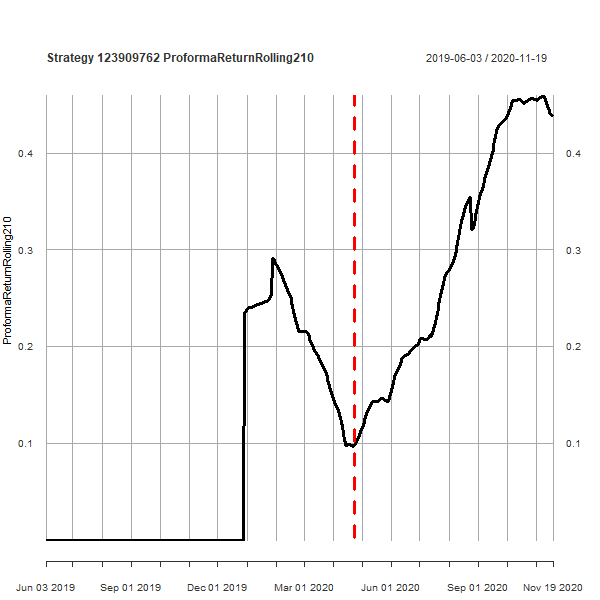 Strategy 123909762 ProformaReturnRolling210
2019-06-03 / 2020-11-19
ProformaReturnRolling210
0.4
0.3
0.2
0.1
0.4
0.3
0.2
0.1
Jun 03 2019
Sep 01 2019
Dec 01 2019
Mar 01 2020
Jun 01 2020
Sep 01 2020
Nov 19 2020